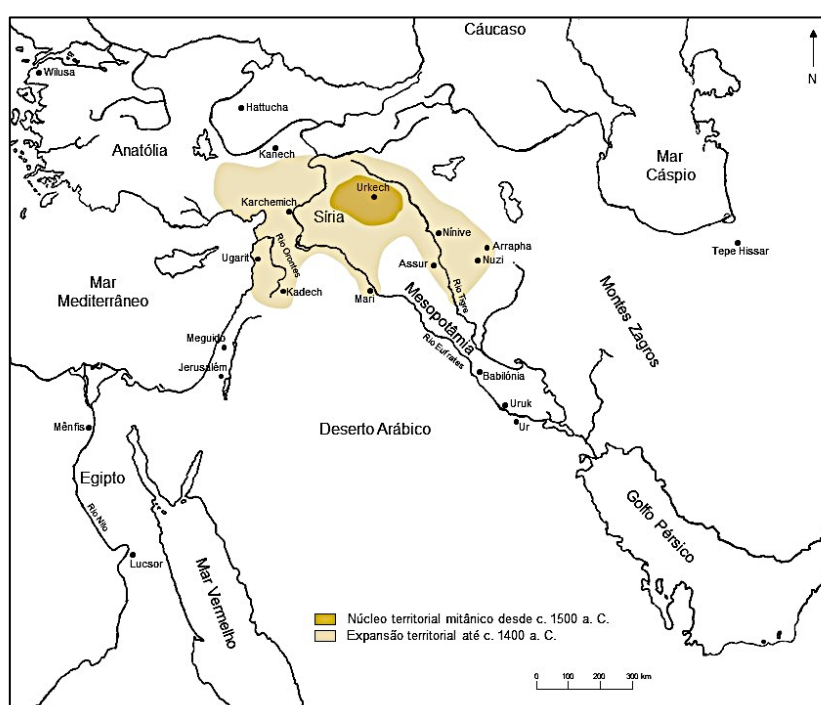 Cáucaso
Wilusa
N
Hattucha
Anatólia
Kanech
Mar
Cáspio
Urkech
Karchemich
Síria
Nínive
Arrapha
Tepe Hissar
Ugarit
Rio Orontes
Assur
Nuzi
Mar
Mediterrâneo
Kadech
Mari
Rio Tigre
Mesopotâmia
Montes Zagros
Meguido
Rio Eufrates
Jerusalém
Babilónia
Uruk
Ur
Deserto Arábico
Mênfis
Egipto
Rio Nilo
Golfo Pérsico
Lucsor
Mar Vermelho
Núcleo territorial mitânico desde c. 1500 a. C.
Expansão territorial até c. 1400 a. C.
0 100 200 300 km